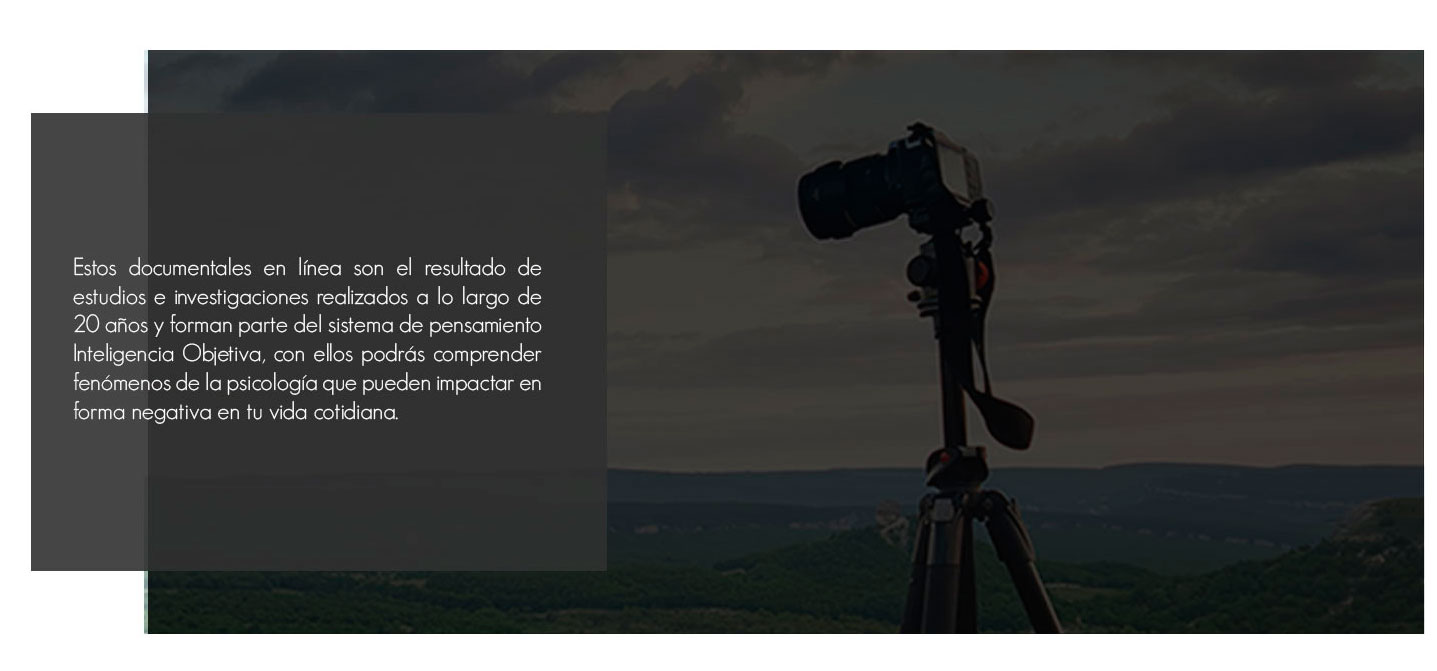 Estos documentales en línea son el resultado de
estudios e investigaciones realizados a lo largo de
20 años y forman parte del sistema de pensamiento
Inteligencia Objetiva, con ellos podrás comprender
fenómenos de la psicología que pueden impactar en
forma negativa en tu vida cotidiana.